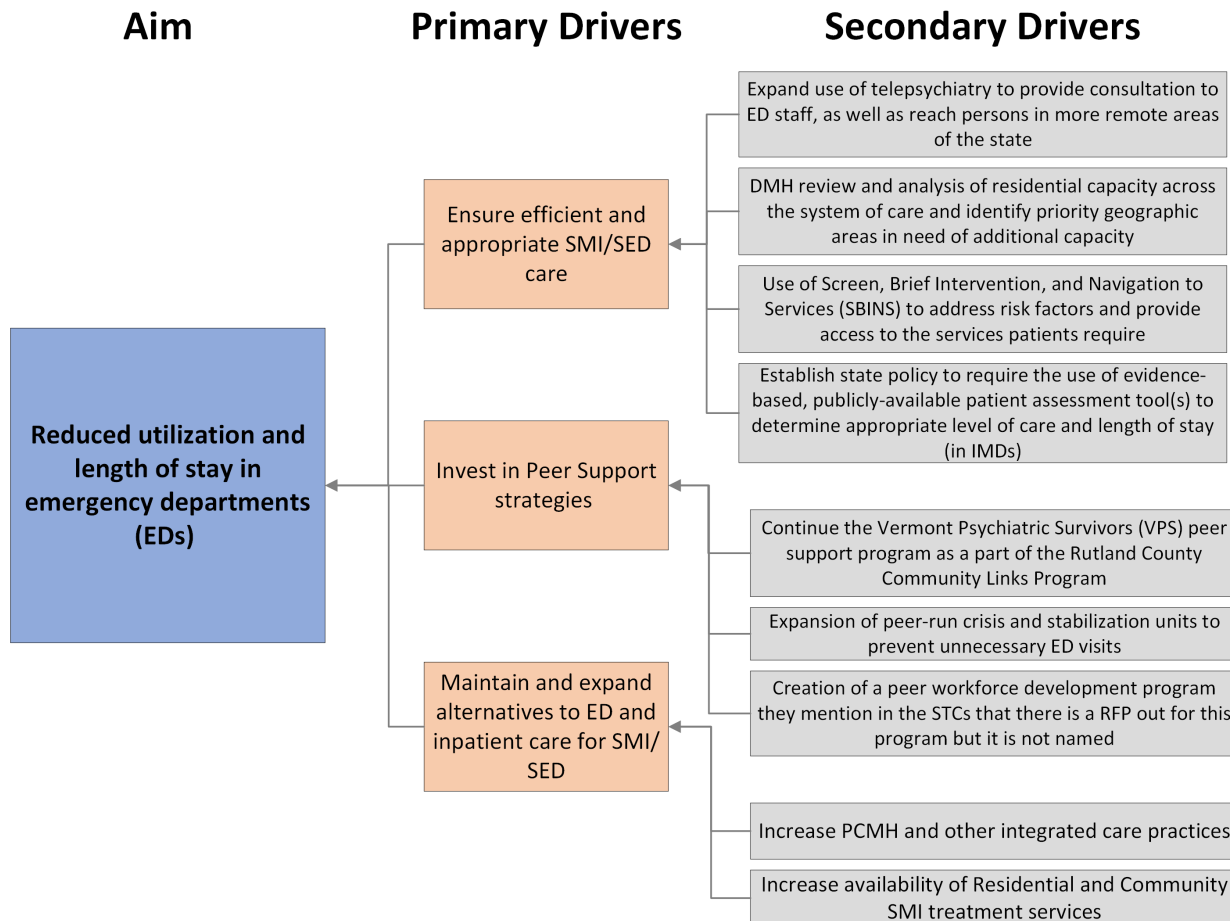 Aim
Primary Drivers
Secondary Drivers
Reduced utilization and
length of stay in
emergency departments
(EDs)
Ensure efficient and
appropriate SMI/SED
care
Invest in Peer Support
strategies
Maintain and expand
alternatives to ED and
inpatient care for SMI/
SED
Expand use of telepsychiatry to provide consultation to
ED staff, as well as reach persons in more remote areas
of the state
DMH review and analysis of residential capacity across
the system of care and identify priority geographic
areas in need of additional capacity
Use of Screen, Brief Intervention, and Navigation to
Services (SBINS) to address risk factors and provide
access to the services patients require
Establish state policy to require the use of evidence-
based, publicly-available patient assessment tool(s) to
determine appropriate level of care and length of stay
(in IMDs)
Continue the Vermont Psychiatric Survivors (VPS) peer
support program as a part of the Rutland County
Community Links Program
Expansion of peer-run crisis and stabilization units to
prevent unnecessary ED visits
Creation of a peer workforce development program
they mention in the STCs that there is a RFP out for this
program but it is not named
Increase PCMH and other integrated care practices
Increase availability of Residential and Community
SMI treatment services